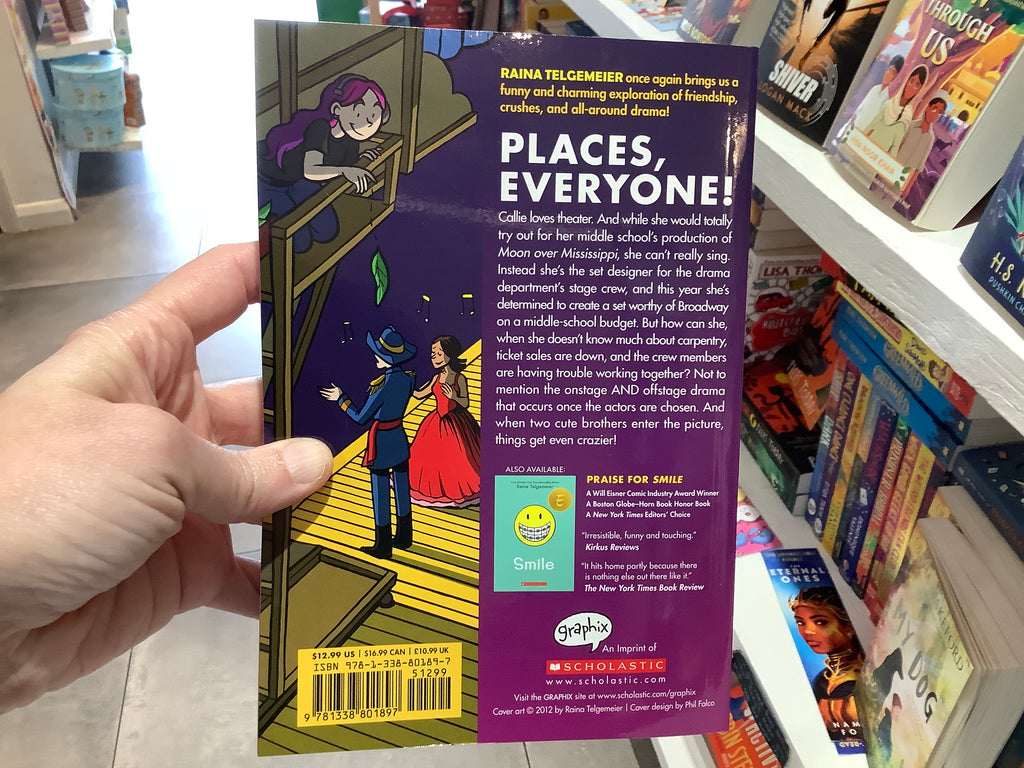 RAINA TELGEMEIER once again brings us a
funny and charming exploration of friendship,
crushes, and all-around drama!
PLACES,
EVERYONE!
Callie loves theater. And while she would totally
try out for her middle school's production of
Moon over Mississippi, she can't really sing.
Instead she's the set designer for the drama
department's stage crew, and this year she's
determined to create a set worthy of Broadway
on a middle-school budget. But how can she,
when she doesn't know much about carpentry,
ticket sales are down, and the crew members
are having trouble working together? Not to
mention the onstage AND offstage drama
that occurs once the actors are chosen. And
when two cute brothers enter the picture,
things get even crazier!
ALSO AVAILABLE:
Raina Telgemeier
Smile
PRAISE FOR SMILE
A Will Eisner Comic Industry Award Winner
A Boston Globe–Horn Book Honor Book
A New York Times Editors' Choice
"Irresistible, funny and touching."
Kirkus Reviews
"It hits home partly because there
is nothing else out there like it."
The New York Times Book Review
graphix
An Imprint of
SCHOLASTIC
www.scholastic.com
Visit the GRAPHIX site at www.scholastic.com/graphix
Cover art © 2012 by Raina Telgemeier | Cover design by Phil Falco
$12.99 US | $16.99 CAN | £10.99 UK
ISBN 978-1-338-80189-7
51299
9 781338 801897
SHIVER
LOGAN MACX
THROUGH
US
KHAN
H.S.
PUSHKIN
LISA
THE
ETERNAL
ONES
MY
DOG